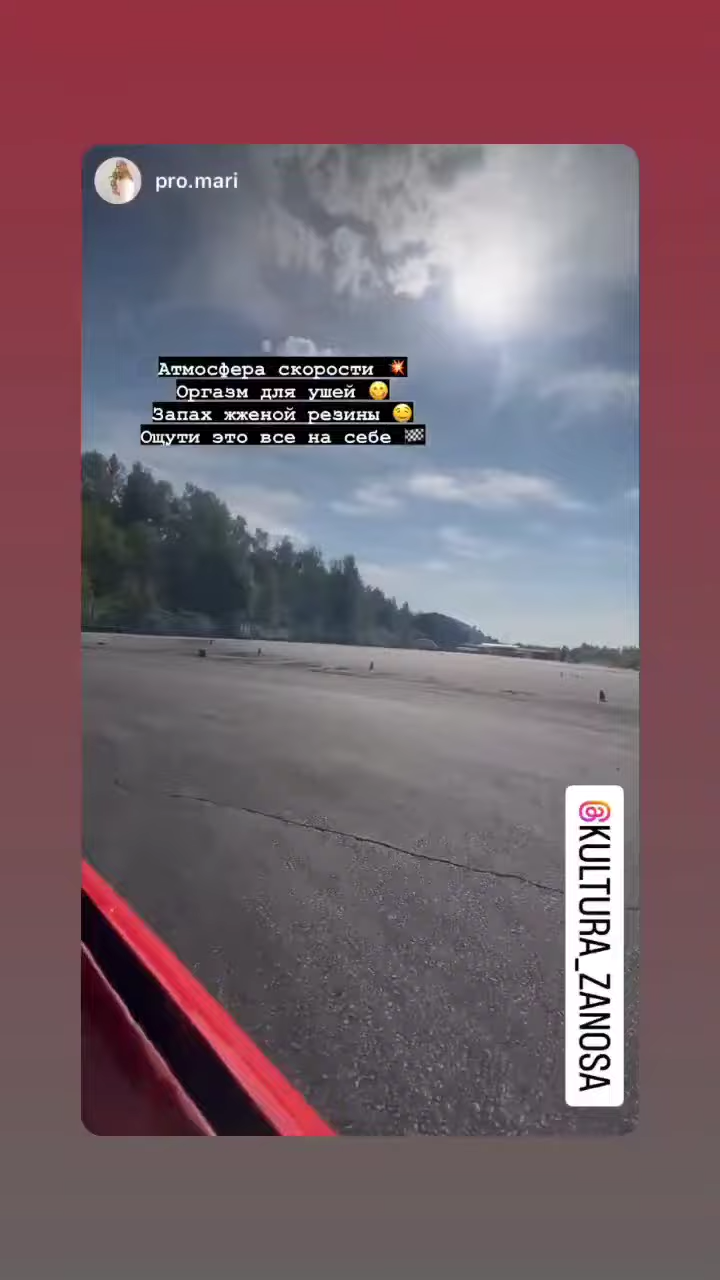 pro.mari
Атмосфера скорости 💥
Оргазм для ушей 😋
Запах жженой резины 😌
Ощути это все на себе 🏁
@KULTURA_ZANOSA